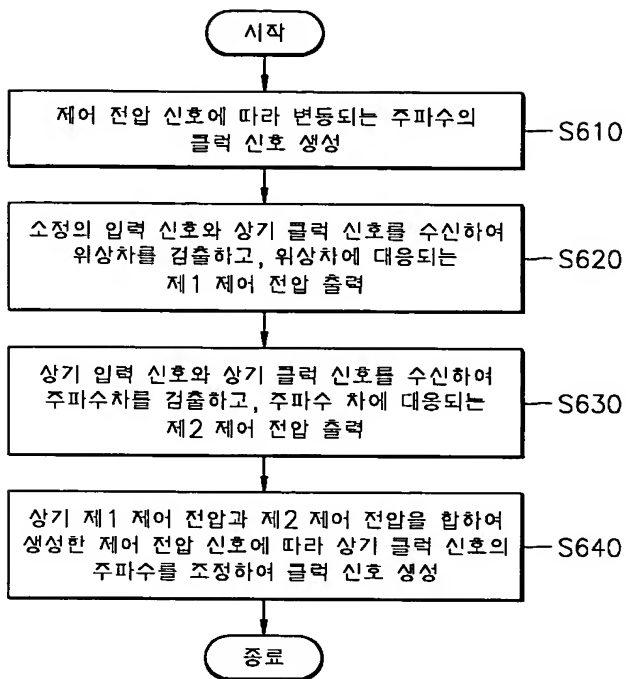 시작
제어 전압 신호에 따라 변동되는 주파수의
클럭 신호 생성
S610
소정의 입력 신호와 상기 클럭 신호를 수신하여
위상차를 검출하고, 위상차에 대응되는
제1 제어 전압 출력
S620
상기 입력 신호와 상기 클럭 신호를 수신하여
주파수차를 검출하고, 주파수 차에 대응되는
제2 제어 전압 출력
S630
상기 제1 제어 전압과 제2 제어 전압을 합하여
생성한 제어 전압 신호에 따라 상기 클럭 신호의
주파수를 조정하여 클럭 신호 생성
S640
종료